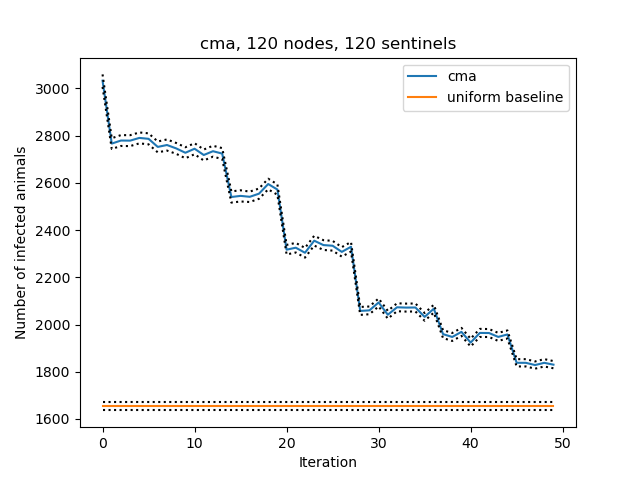 cma, 120 nodes, 120 sentinels
cma
uniform baseline
Number of infected animals
3000
2800
2600
2400
2200
2000
1800
1600
0 10 20 30 40 50
Iteration